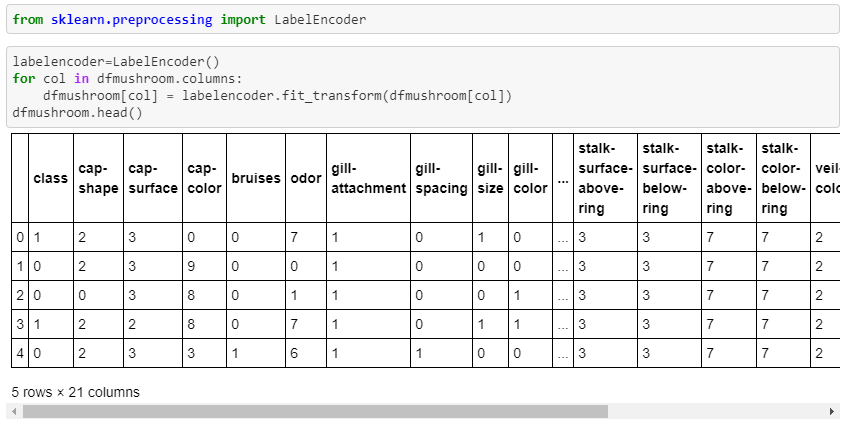 from sklearn.preprocessing import LabelEncoder
labelencoder=LabelEncoder()
for col in dfmushroom.columns:
    dfmushroom[col] = labelencoder.fit_transform(dfmushroom[col])
dfmushroom.head()
class cap-shape cap-surface cap-color bruises odor gill-attachment gill-spacing gill-size gill-color ... stalk-surface-above-ring stalk-surface-below-ring stalk-color-above-ring stalk-color-below-ring veil-colo
0 1 2 3 0 0 7 1 0 1 0 ... 3 3 7 7 2
1 0 2 3 9 0 0 1 0 0 0 ... 3 3 7 7 2
2 0 0 3 8 0 1 1 0 0 1 ... 3 3 7 7 2
3 1 2 2 8 0 7 1 0 1 1 ... 3 3 7 7 2
4 0 2 3 3 1 6 1 1 0 0 ... 3 3 7 7 2
5 rows × 21 columns